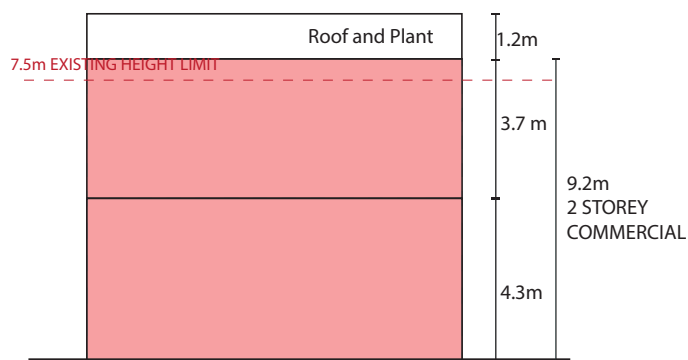 Roof and Plant
1.2m
7.5m EXISTING HEIGHT LIMIT
3.7 m
9.2m
2 STOREY
COMMERCIAL
4.3m